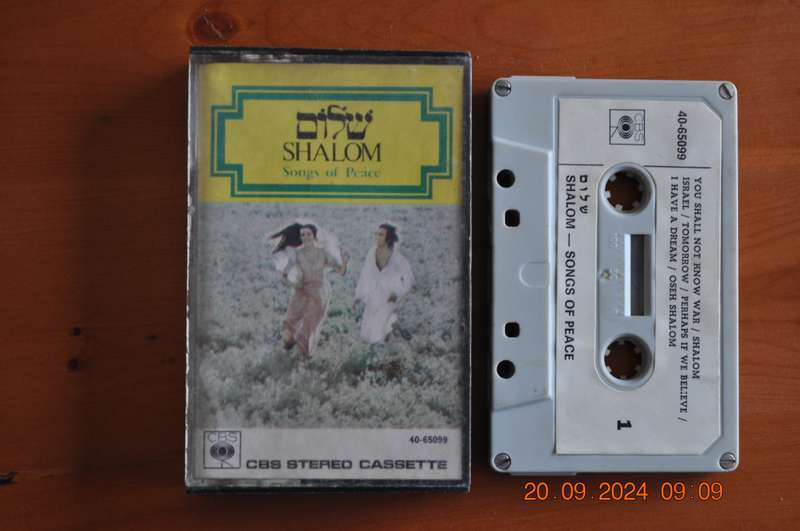 שלום
SHALOM
Songs of Peace
40-65099
CBS
CBS STEREO CASSETTE
CBS
40-65099
YOU SHALL NOT KNOW WAR / SHALOM
ISRAEL / TOMORROW / PERHAPS IF WE BELIEVE /
I HAVE A DREAM / OSEH SHALOM
שלום
SHALOM — SONGS OF PEACE
1
20.09.2024 09:09